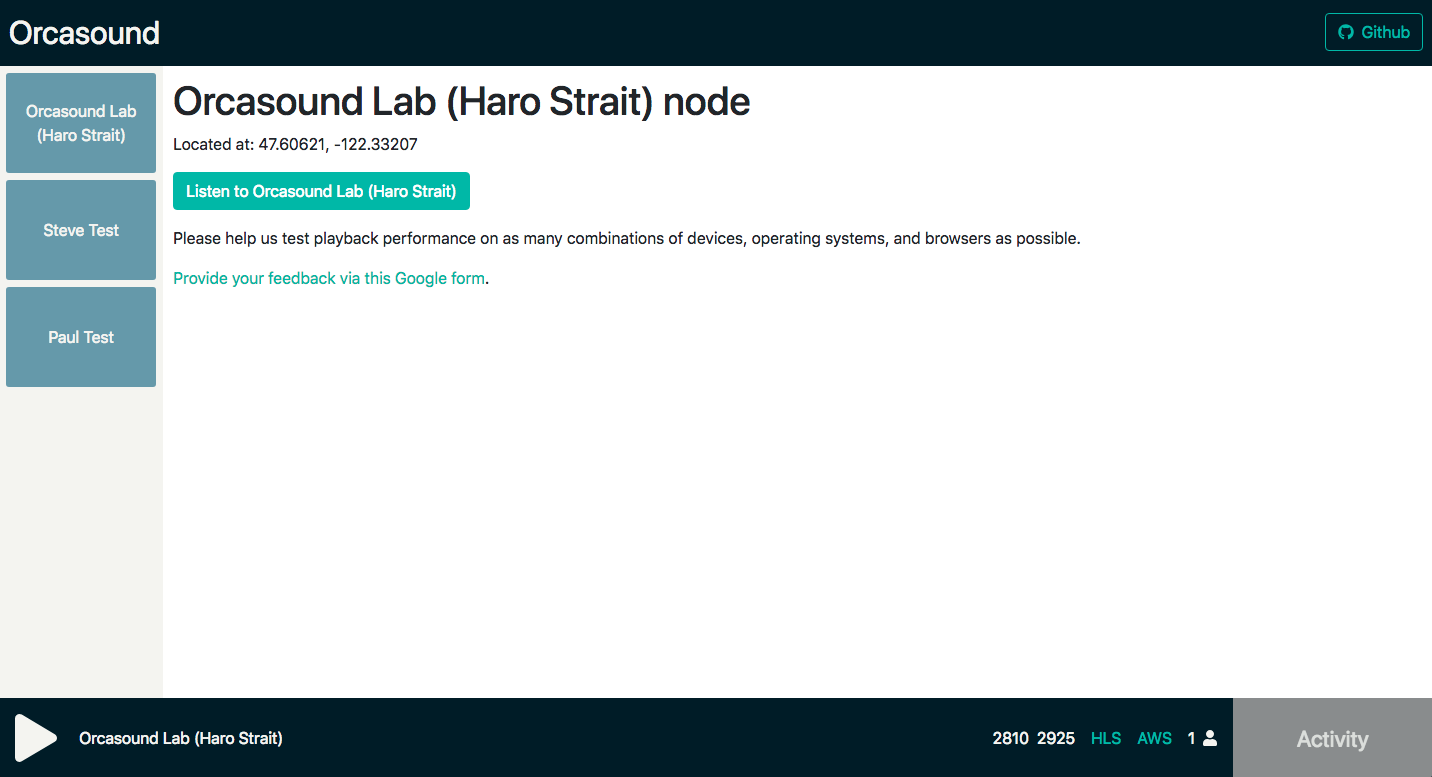 Orcasound
Github
Orcasound Lab
(Haro Strait)
Steve Test
Paul Test
Orcasound Lab (Haro Strait) node
Located at: 47.60621, -122.33207
Listen to Orcasound Lab (Haro Strait)
Please help us test playback performance on as many combinations of devices, operating systems, and browsers as possible.
Provide your feedback via this Google form.
Orcasound Lab (Haro Strait)
2810 2925 HLS AWS 1
Activity